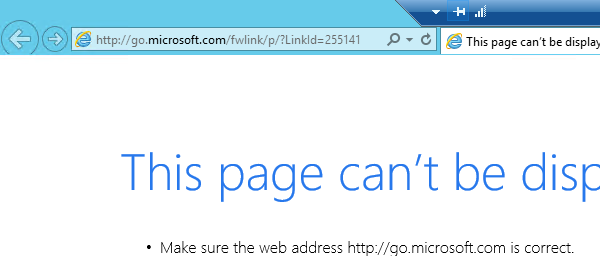 http://go.microsoft.com/fwlink/p/?LinkId=255141
This page can't be display
This page can't be disp
• Make sure the web address http://go.microsoft.com is correct.